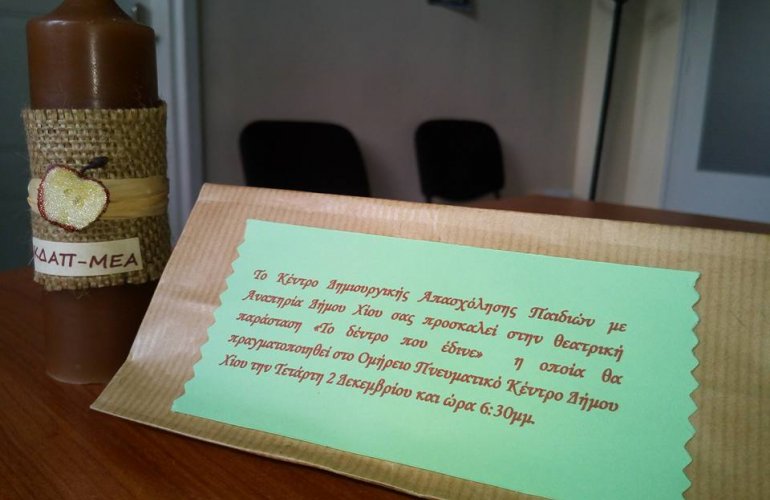 ΚΔΑΠ-ΜΕΑ
Το Κέντρο Δημιουργικής Απασχόλησης Παιδιών με
Αναπηρία Δήμου Χίου σας προσκαλεί στην θεατρική
παράσταση «Το δέντρο που έδινε» η οποία θα
πραγματοποιηθεί στο Ομήρειο Πνευματικό Κέντρο Δήμου
Χίου την Τετάρτη 2 Δεκεμβρίου και ώρα 6:30μμ.